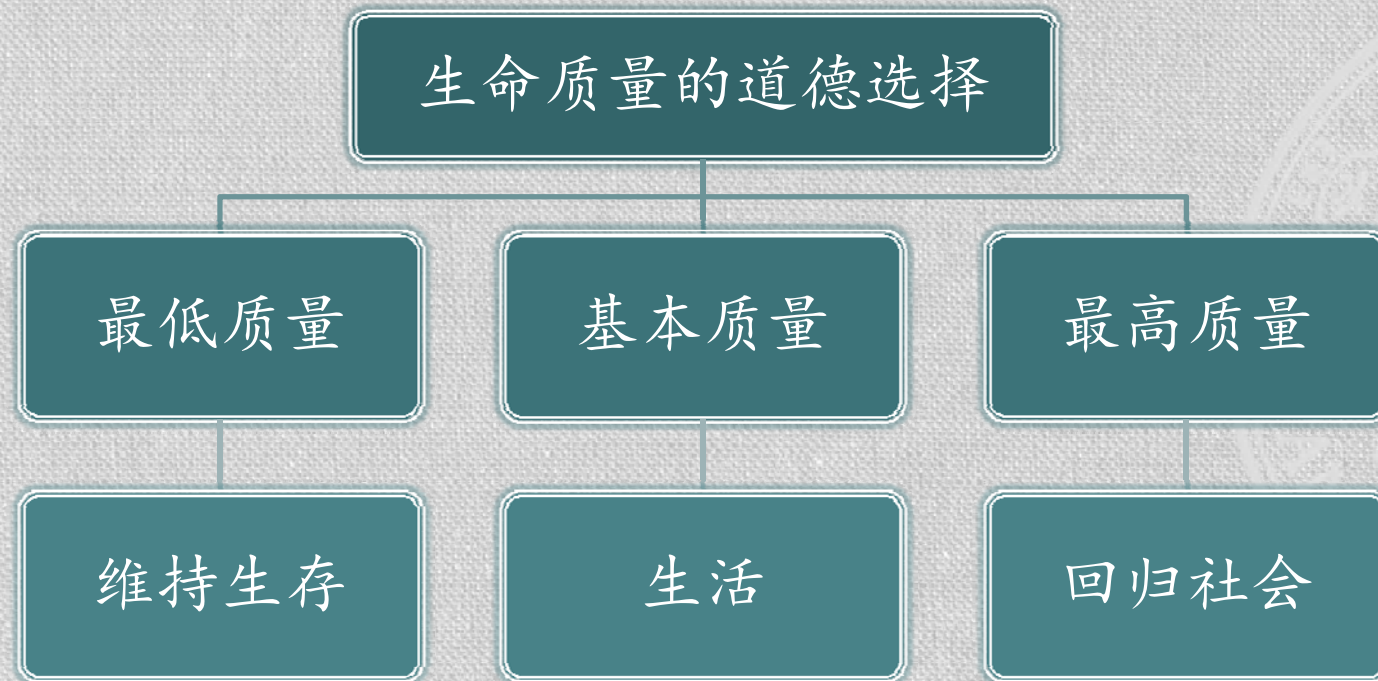 生命质量的道德选择
最低质量
基本质量
最高质量
维持生存
生活
回归社会